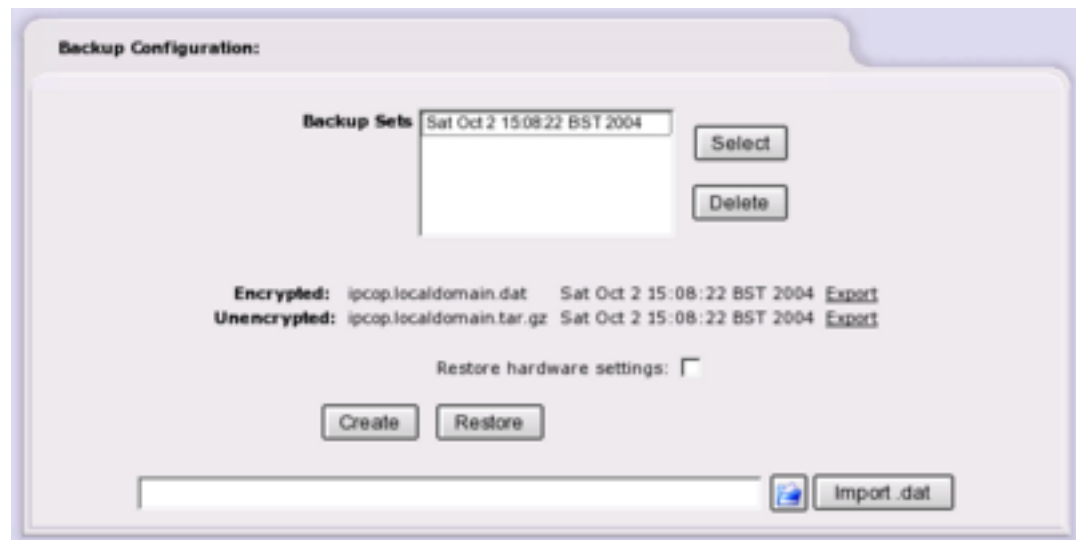 Backup Configuration:
Backup Sets Sat Oct 2 15:08:22 BST 2004
Select
Delete
Encrypted: ipcop.localdomain.dat Sat Oct 2 15:08:22 BST 2004 Export
Unencrypted: ipcop.localdomain.tar.gz Sat Oct 2 15:08:22 BST 2004 Export
Restore hardware settings:
Create Restore
Import .dat